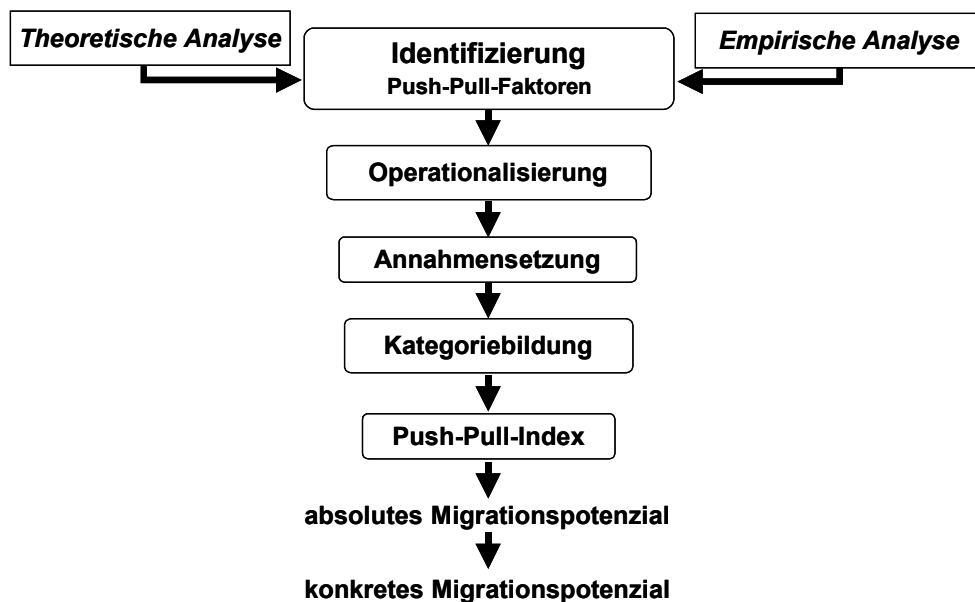 Theoretische Analyse
Identifizierung
Push-Pull-Faktoren
Empirische Analyse
Operationalisierung
Annahmensetzung
Kategoriebildung
Push-Pull-Index
absolutes Migrationspotenzial
konkretes Migrationspotenzial